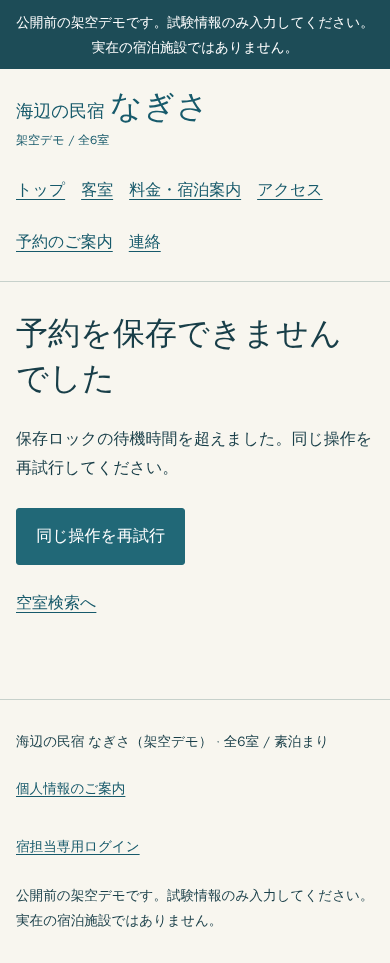 公開前の架空デモです。試験情報のみ入力してください。
実在の宿泊施設ではありません。
海辺の民宿 なぎさ
架空デモ / 全6室
トップ 客室 料金・宿泊案内 アクセス
予約のご案内 連絡
予約を保存できません
でした
保存ロックの待機時間を超えました。同じ操作を
再試行してください。
同じ操作を再試行
空室検索へ
海辺の民宿 なぎさ（架空デモ） · 全6室 / 素泊まり
個人情報のご案内
宿担当専用ログイン
公開前の架空デモです。試験情報のみ入力してください。
実在の宿泊施設ではありません。